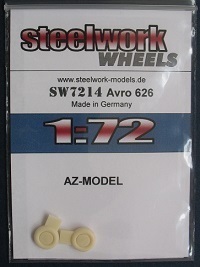 steelwork
WHEELS
www.steelwork-models.de
SW7214 Avro 626
Made in Germany
1:72
AZ-MODEL